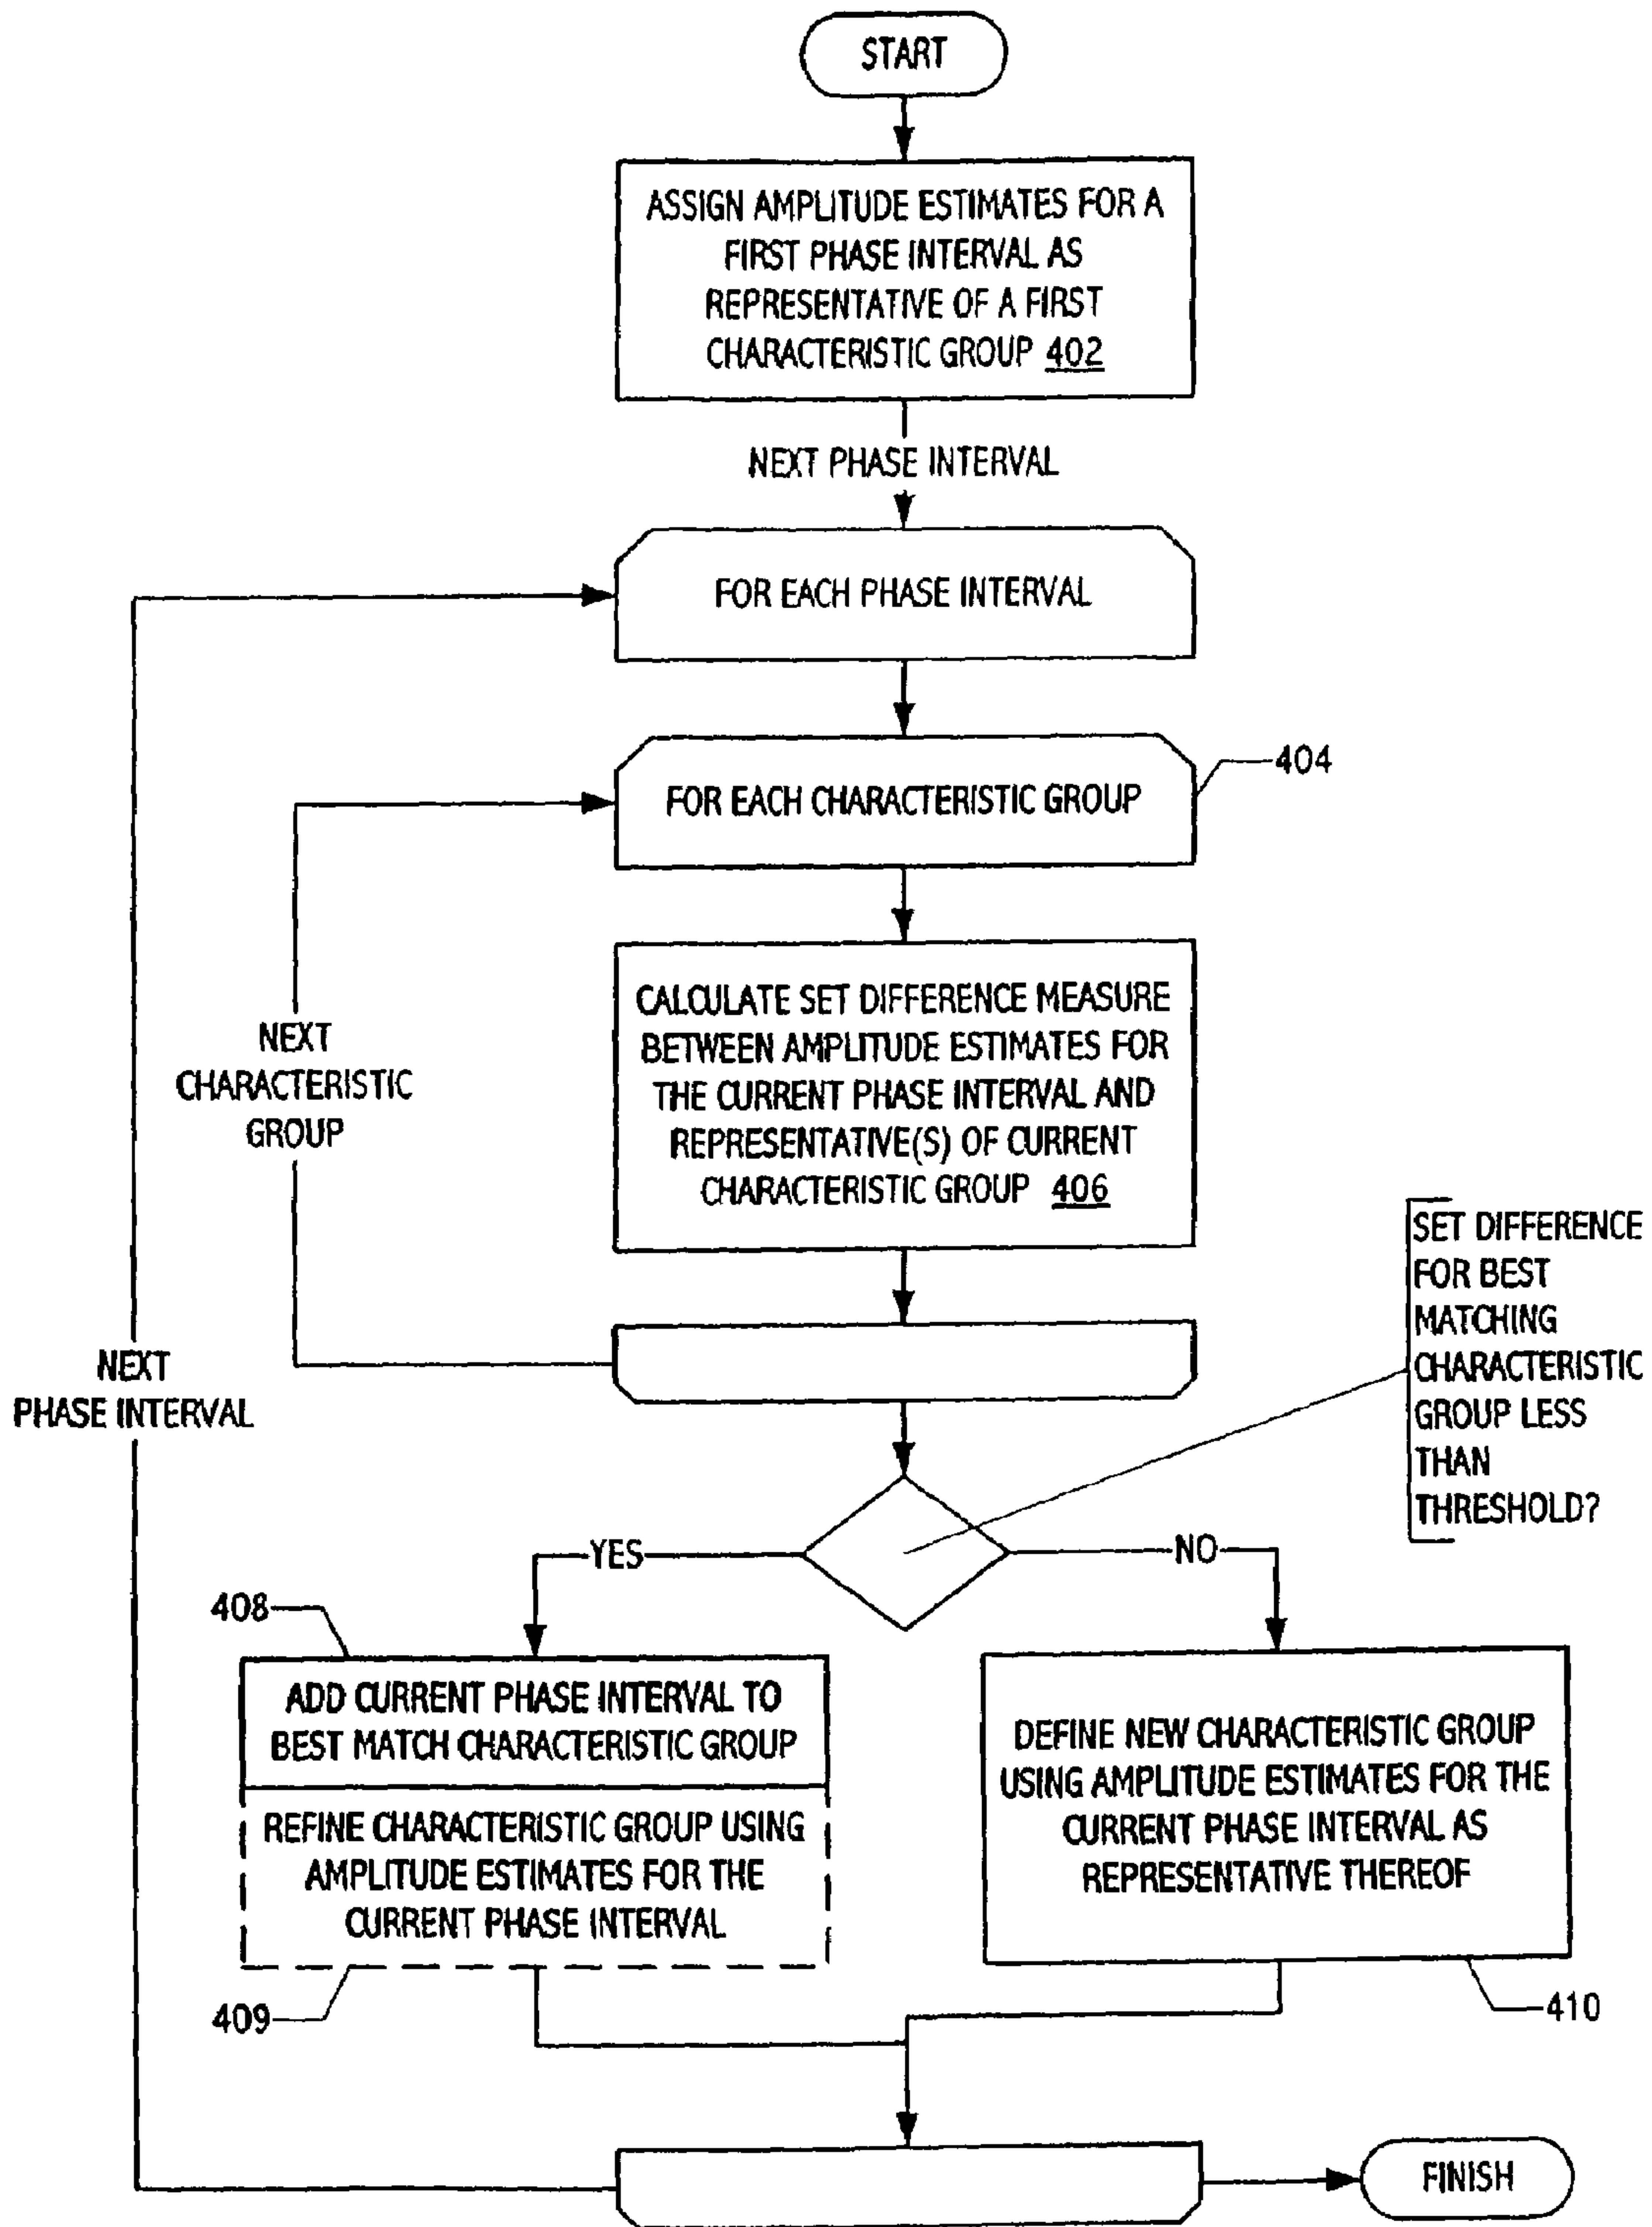 START
ASSIGN AMPLITUDE ESTIMATES FOR A
FIRST PHASE INTERVAL AS
REPRESENTATIVE OF A FIRST
CHARACTERISTIC GROUP 402
NEXT PHASE INTERVAL
FOR EACH PHASE INTERVAL
404
FOR EACH CHARACTERISTIC GROUP
CALCULATE SET DIFFERENCE MEASURE
BETWEEN AMPLITUDE ESTIMATES FOR
THE CURRENT PHASE INTERVAL AND
REPRESENTATIVE(S) OF CURRENT
CHARACTERISTIC GROUP 406
NEXT
CHARACTERISTIC
GROUP
SET DIFFERENCE
FOR BEST
MATCHING
CHARACTERISTIC
GROUP LESS
THAN
THRESHOLD?
NEXT
PHASE INTERVAL
YES
NO
408
ADD CURRENT PHASE INTERVAL TO
BEST MATCH CHARACTERISTIC GROUP
REFINE CHARACTERISTIC GROUP USING
AMPLITUDE ESTIMATES FOR THE
CURRENT PHASE INTERVAL
409
DEFINE NEW CHARACTERISTIC GROUP
USING AMPLITUDE ESTIMATES FOR THE
CURRENT PHASE INTERVAL AS
REPRESENTATIVE THEREOF
410
FINISH